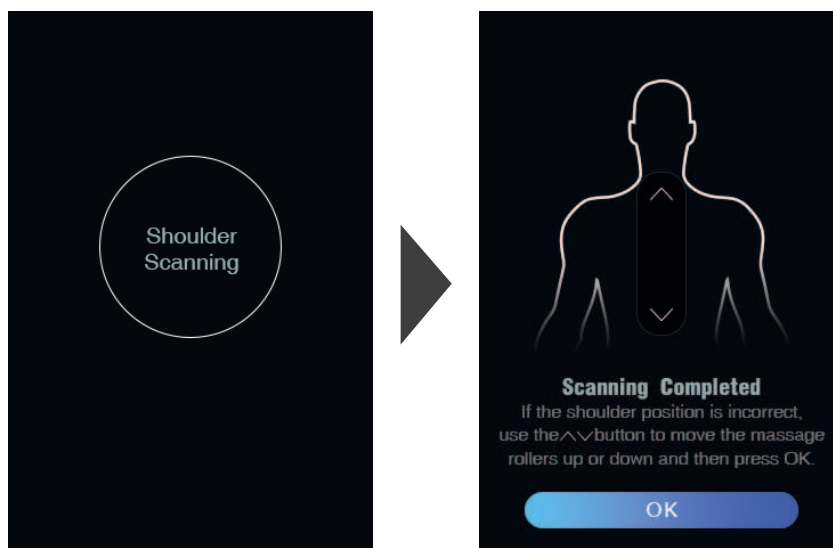 Shoulder
Scanning
Scanning Completed
If the shoulder position is incorrect,
use the︿﹀button to move the massage
rollers up or down and then press OK.
OK